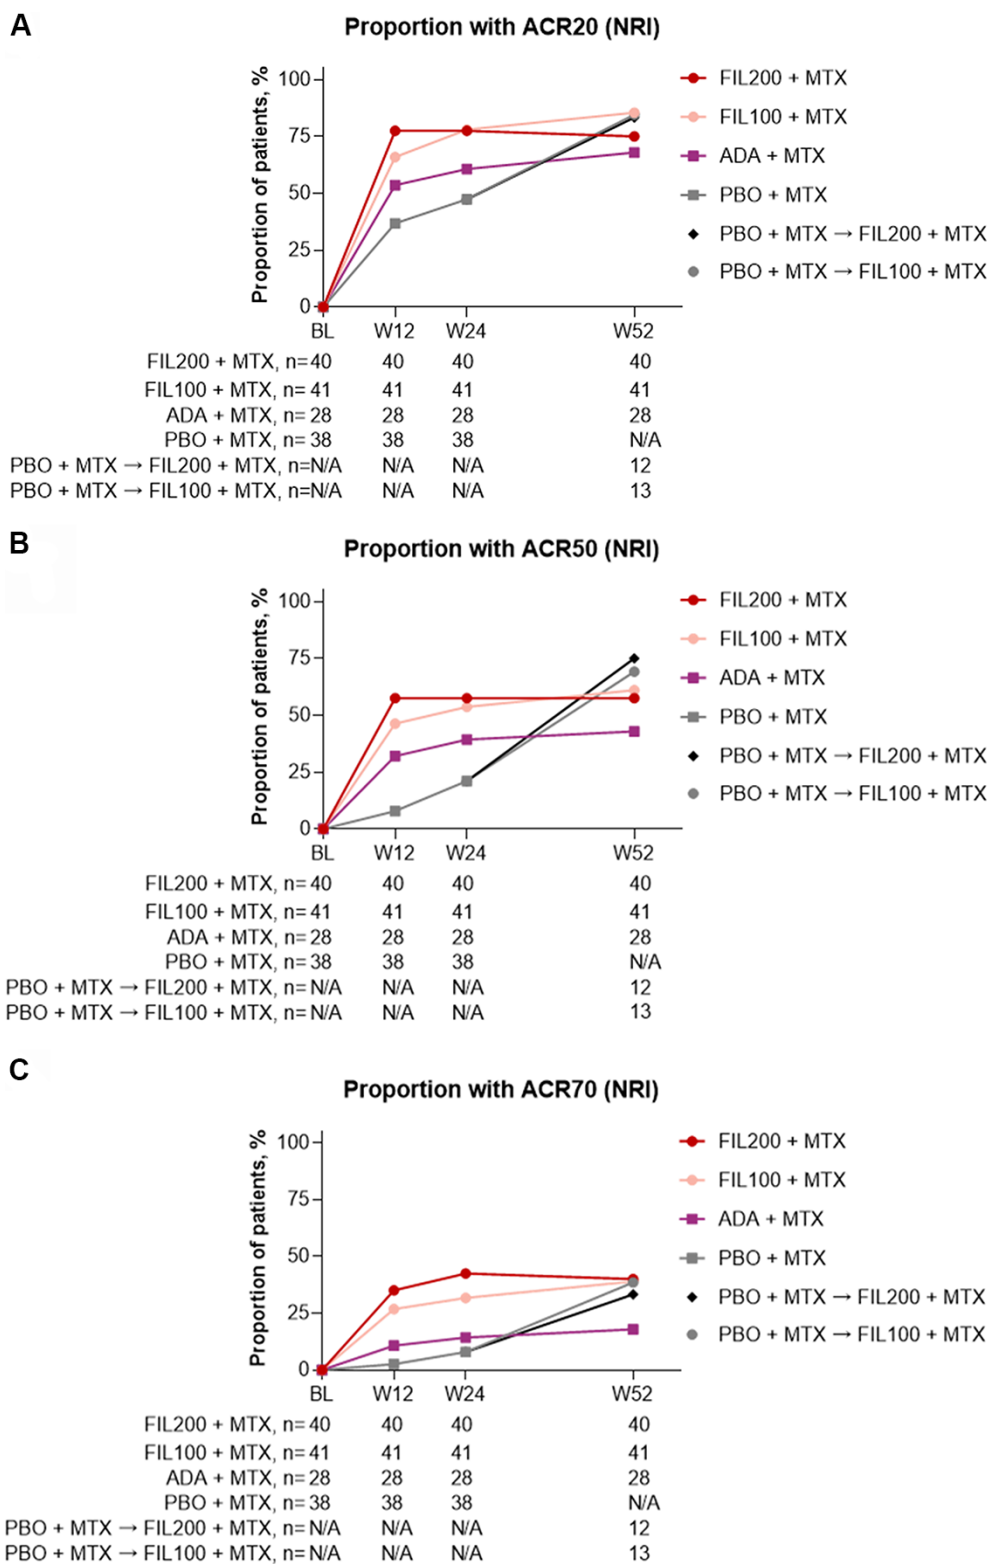 A
Proportion with ACR20 (NRI)
Proportion of patients, %
100
75
50
25
0
BL W12 W24 W52
FIL200 + MTX
FIL100 + MTX
ADA + MTX
PBO + MTX
PBO + MTX → FIL200 + MTX
PBO + MTX → FIL100 + MTX
FIL200 + MTX, n= 40 40 40 40
FIL100 + MTX, n= 41 41 41 41
ADA + MTX, n= 28 28 28 28
PBO + MTX, n= 38 38 38 N/A
PBO + MTX → FIL200 + MTX, n=N/A N/A N/A 12
PBO + MTX → FIL100 + MTX, n=N/A N/A N/A 13
B
Proportion with ACR50 (NRI)
Proportion of patients, %
100
75
50
25
0
BL W12 W24 W52
FIL200 + MTX
FIL100 + MTX
ADA + MTX
PBO + MTX
PBO + MTX → FIL200 + MTX
PBO + MTX → FIL100 + MTX
FIL200 + MTX, n= 40 40 40 40
FIL100 + MTX, n= 41 41 41 41
ADA + MTX, n= 28 28 28 28
PBO + MTX, n= 38 38 38 N/A
PBO + MTX → FIL200 + MTX, n= N/A N/A N/A 12
PBO + MTX → FIL100 + MTX, n= N/A N/A N/A 13
C
Proportion with ACR70 (NRI)
Proportion of patients, %
100
75
50
25
0
BL W12 W24 W52
FIL200 + MTX
FIL100 + MTX
ADA + MTX
PBO + MTX
PBO + MTX → FIL200 + MTX
PBO + MTX → FIL100 + MTX
FIL200 + MTX, n= 40 40 40 40
FIL100 + MTX, n= 41 41 41 41
ADA + MTX, n= 28 28 28 28
PBO + MTX, n= 38 38 38 N/A
PBO + MTX → FIL200 + MTX, n= N/A N/A N/A 12
PBO + MTX → FIL100 + MTX, n= N/A N/A N/A 13